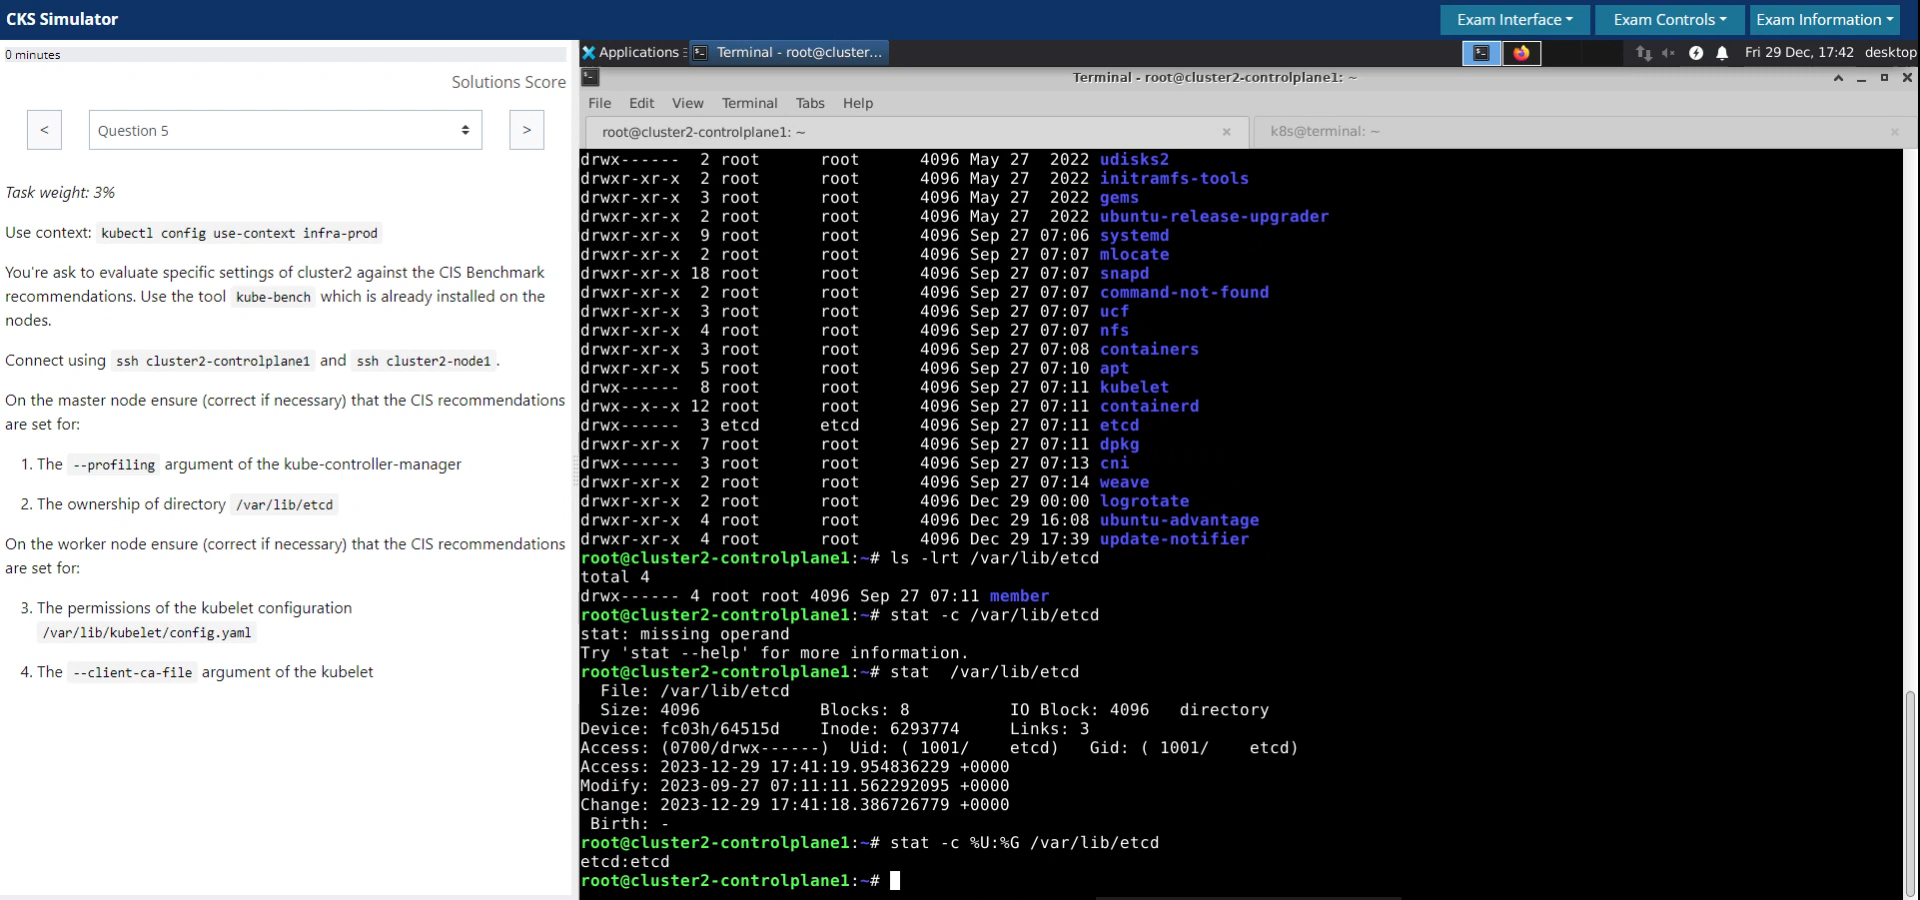 CKS Simulator
Exam Interface
Exam Controls
Exam Information
0 minutes
Solutions Score
<
Question 5
>
Task weight: 3%
Use context: kubectl config use-context infra-prod
You're ask to evaluate specific settings of cluster2 against the CIS Benchmark
recommendations. Use the tool kube-bench which is already installed on the
nodes.
Connect using ssh cluster2-controlplane1 and ssh cluster2-node1 .
On the master node ensure (correct if necessary) that the CIS recommendations
are set for:
1. The --profiling argument of the kube-controller-manager
2. The ownership of directory /var/lib/etcd
On the worker node ensure (correct if necessary) that the CIS recommendations
are set for:
3. The permissions of the kubelet configuration
/var/lib/kubelet/config.yaml
4. The --client-ca-file argument of the kubelet
Applications
Terminal - root@cluster...
Fri 29 Dec, 17:42 desktop
Terminal - root@cluster2-controlplane1: ~
File Edit View Terminal Tabs Help
root@cluster2-controlplane1: ~
k8s@terminal: ~
drwx------ 2 root root 4096 May 27 2022 udisks2
drwxr-xr-x 2 root root 4096 May 27 2022 initramfs-tools
drwxr-xr-x 3 root root 4096 May 27 2022 gems
drwxr-xr-x 2 root root 4096 May 27 2022 ubuntu-release-upgrader
drwxr-xr-x 9 root root 4096 Sep 27 07:06 systemd
drwxr-xr-x 2 root root 4096 Sep 27 07:07 mlocate
drwxr-xr-x 18 root root 4096 Sep 27 07:07 snapd
drwxr-xr-x 2 root root 4096 Sep 27 07:07 command-not-found
drwxr-xr-x 3 root root 4096 Sep 27 07:07 ucf
drwxr-xr-x 4 root root 4096 Sep 27 07:07 nfs
drwxr-xr-x 3 root root 4096 Sep 27 07:08 containers
drwxr-xr-x 5 root root 4096 Sep 27 07:10 apt
drwx------ 8 root root 4096 Sep 27 07:11 kubelet
drwx--x--x 12 root root 4096 Sep 27 07:11 containerd
drwx------ 3 etcd etcd 4096 Sep 27 07:11 etcd
drwxr-xr-x 7 root root 4096 Sep 27 07:11 dpkg
drwx------ 3 root root 4096 Sep 27 07:13 cni
drwxr-xr-x 2 root root 4096 Sep 27 07:14 weave
drwxr-xr-x 2 root root 4096 Dec 29 00:00 logrotate
drwxr-xr-x 4 root root 4096 Dec 29 16:08 ubuntu-advantage
drwxr-xr-x 4 root root 4096 Dec 29 17:39 update-notifier
root@cluster2-controlplane1:~# ls -lrt /var/lib/etcd
total 4
drwx------ 4 root root 4096 Sep 27 07:11 member
root@cluster2-controlplane1:~# stat -c /var/lib/etcd
stat: missing operand
Try 'stat --help' for more information.
root@cluster2-controlplane1:~# stat  /var/lib/etcd
File: /var/lib/etcd
Size: 4096 Blocks: 8 IO Block: 4096 directory
Device: fc03h/64515d Inode: 6293774 Links: 3
Access: (0700/drwx------) Uid: ( 1001/ etcd) Gid: ( 1001/ etcd)
Access: 2023-12-29 17:41:19.954836229 +0000
Modify: 2023-09-27 07:11:11.562292095 +0000
Change: 2023-12-29 17:41:18.386726779 +0000
Birth: -
root@cluster2-controlplane1:~# stat -c %U:%G /var/lib/etcd
etcd:etcd
root@cluster2-controlplane1:~#